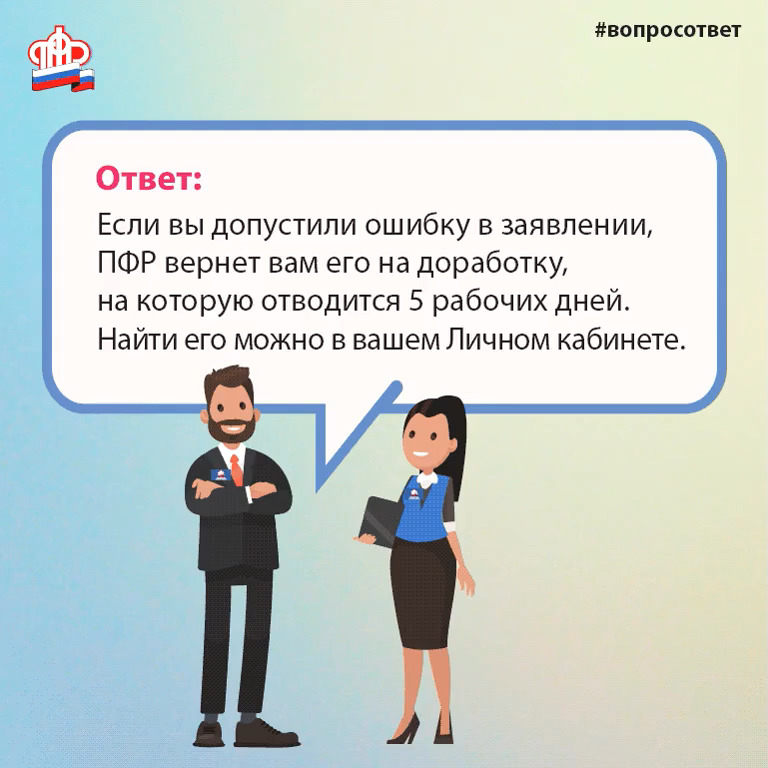 #вопросответ
ПФР
Ответ:
Если вы допустили ошибку в заявлении,
ПФР вернет вам его на доработку,
на которую отводится 5 рабочих дней.
Найти его можно в вашем Личном кабинете.